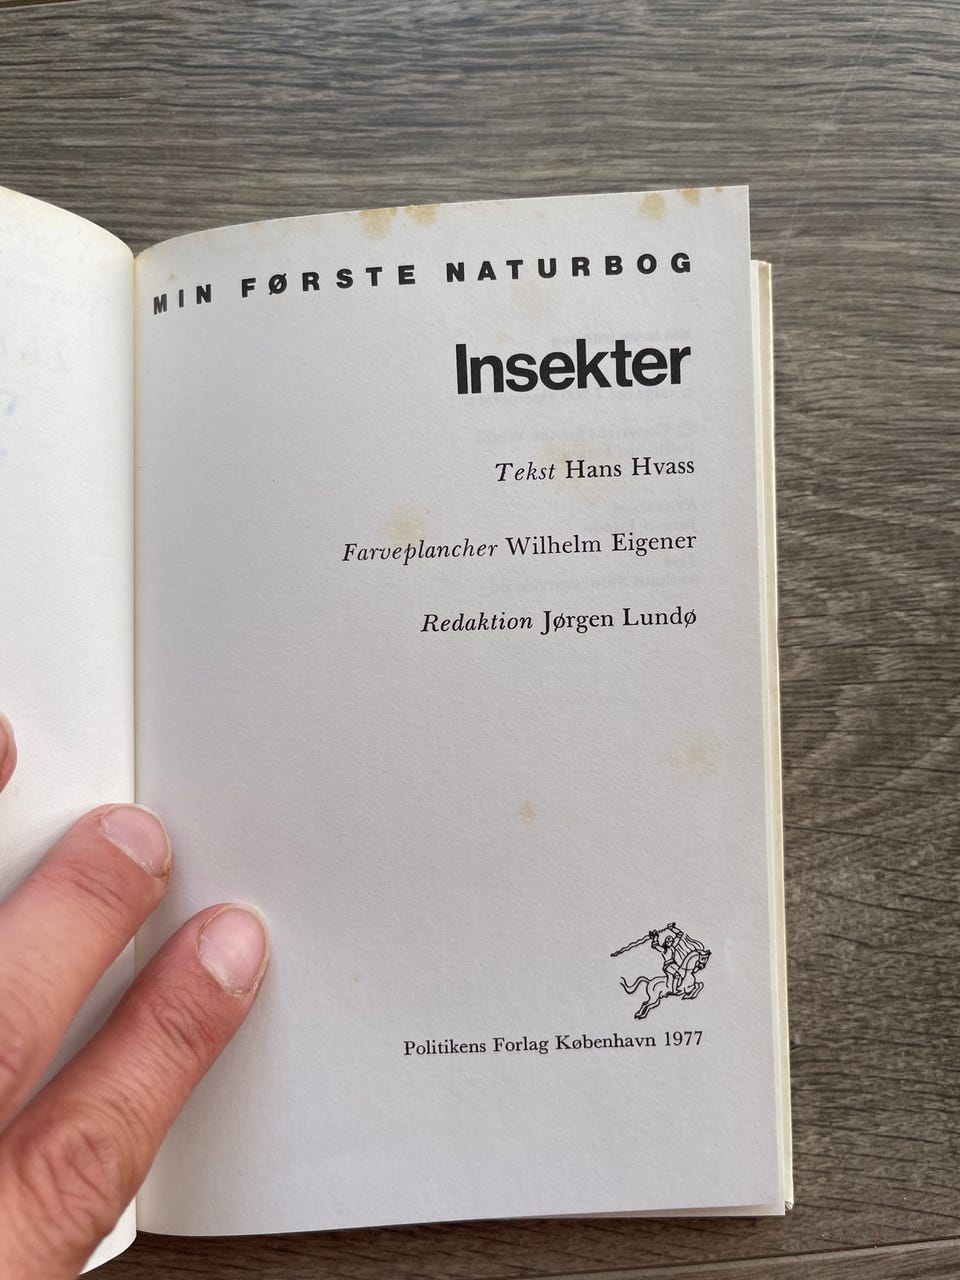 MIN FØRSTE NATURBOG
Insekter
Tekst Hans Hvass
Farveplancher Wilhelm Eigener
Redaktion Jørgen Lundø
Politikens Forlag København 1977